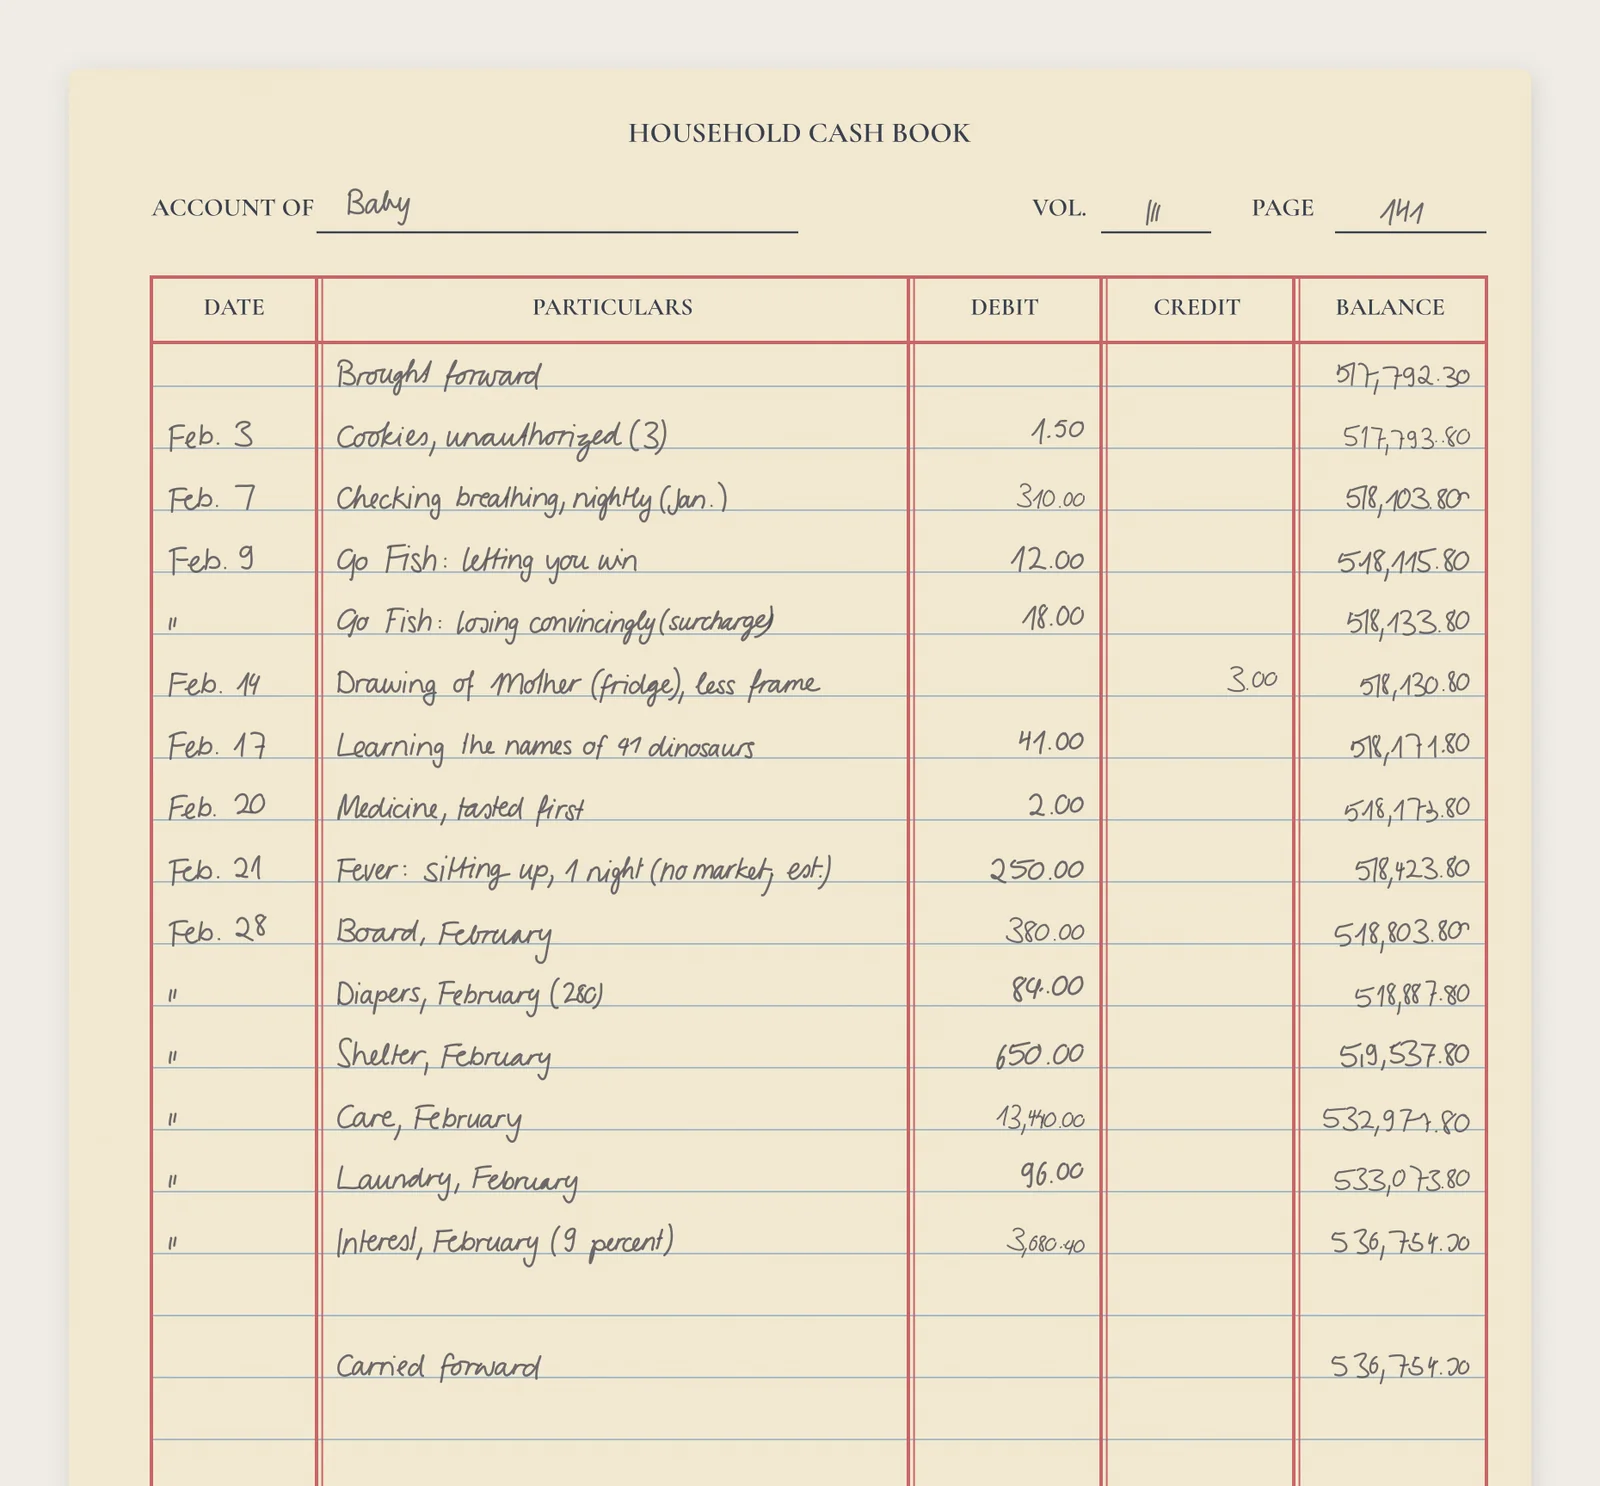 HOUSEHOLD CASH BOOK
ACCOUNT OF Baby VOL. III PAGE 141
DATE PARTICULARS DEBIT CREDIT BALANCE
Brought forward 517,792.30
Feb. 3 Cookies, unauthorized (3) 1.50 517,793.80
Feb. 7 Checking breathing, nightly (Jan.) 310.00 518,103.80
Feb. 9 Go Fish: letting you win 12.00 518,115.80
" Go Fish: losing convincingly (surcharge) 18.00 518,133.80
Feb. 14 Drawing of Mother (fridge), less frame 3.00 518,130.80
Feb. 17 Learning the names of 41 dinosaurs 41.00 518,171.80
Feb. 20 Medicine, tasted first 2.00 518,173.80
Feb. 21 Fever: sitting up, 1 night (no market; est.) 250.00 518,423.80
Feb. 28 Board, February 380.00 518,803.80
" Diapers, February (280) 84.00 518,887.80
" Shelter, February 650.00 519,537.80
" Care, February 13,440.00 532,977.80
" Laundry, February 96.00 533,073.80
" Interest, February (9 percent) 3,680.40 536,754.20
Carried forward 536,754.20